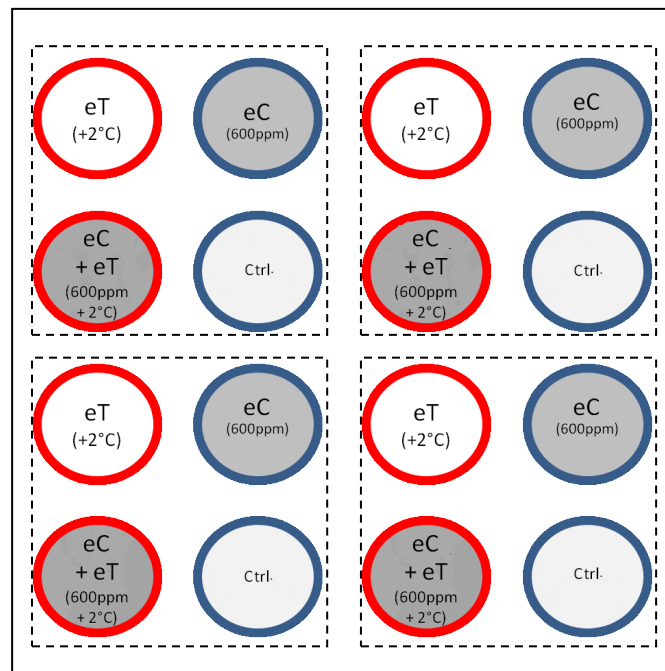 eT
(+2°C)
eC
(600ppm)
eT
(+2°C)
eC
(600ppm)
eC
+ eT
(600ppm
+ 2°C)
Ctrl.
eC
+ eT
(600ppm
+ 2°C)
Ctrl.
eT
(+2°C)
eC
(600ppm)
eT
(+2°C)
eC
(600ppm)
eC
+ eT
(600ppm
+ 2°C)
Ctrl.
eC
+ eT
(600ppm
+ 2°C)
Ctrl.